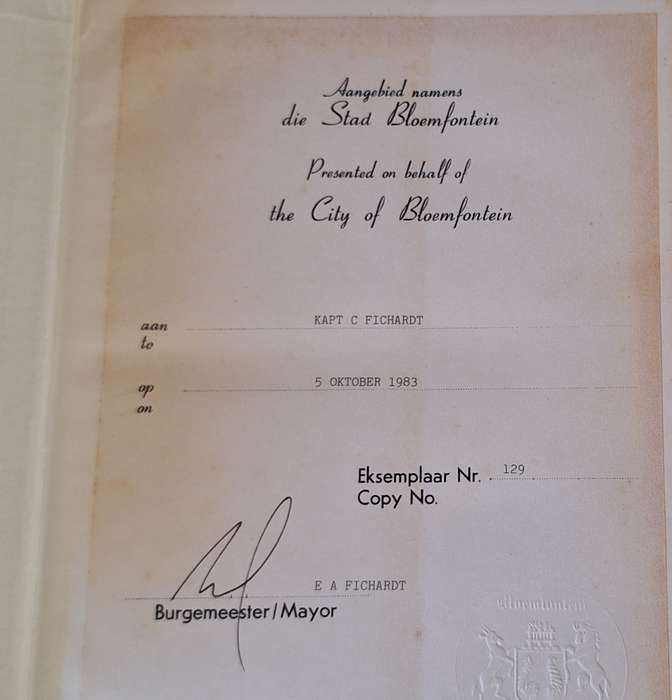 Aangebied namens
die Stad Bloemfontein
Presented on behalf of
the City of Bloemfontein
aan KAPT C FICHARDT
to
op 5 OKTOBER 1983
on
Eksemplaar Nr. 129
Copy No.
E A FICHARDT
Burgemeester/Mayor
Bloemfontein